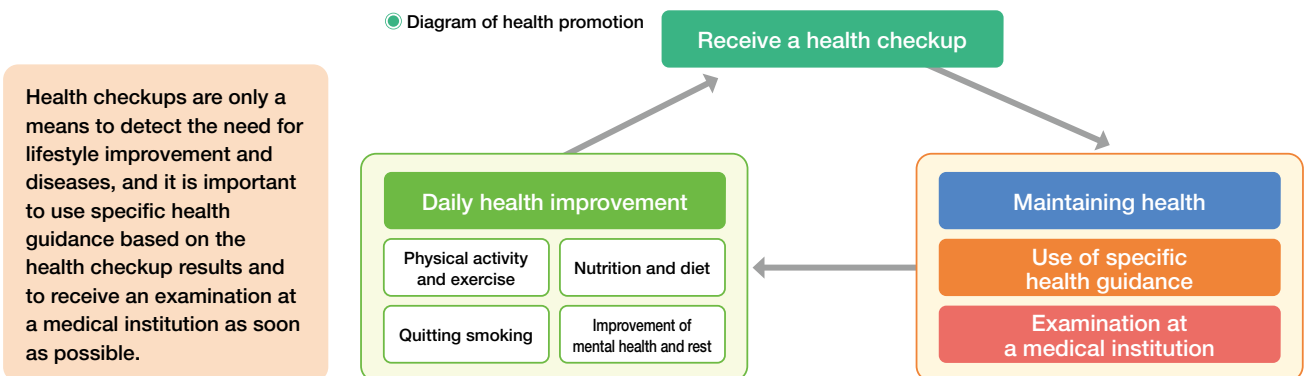 Diagram of health promotion
Receive a health checkup
Health checkups are only a
means to detect the need for
lifestyle improvement and
diseases, and it is important
to use specific health
guidance based on the
health checkup results and
to receive an examination at
a medical institution as soon
as possible.
Daily health improvement
Physical activity
and exercise
Nutrition and diet
Quitting smoking
Improvement of
mental health and rest
Maintaining health
Use of specific
health guidance
Examination at
a medical institution